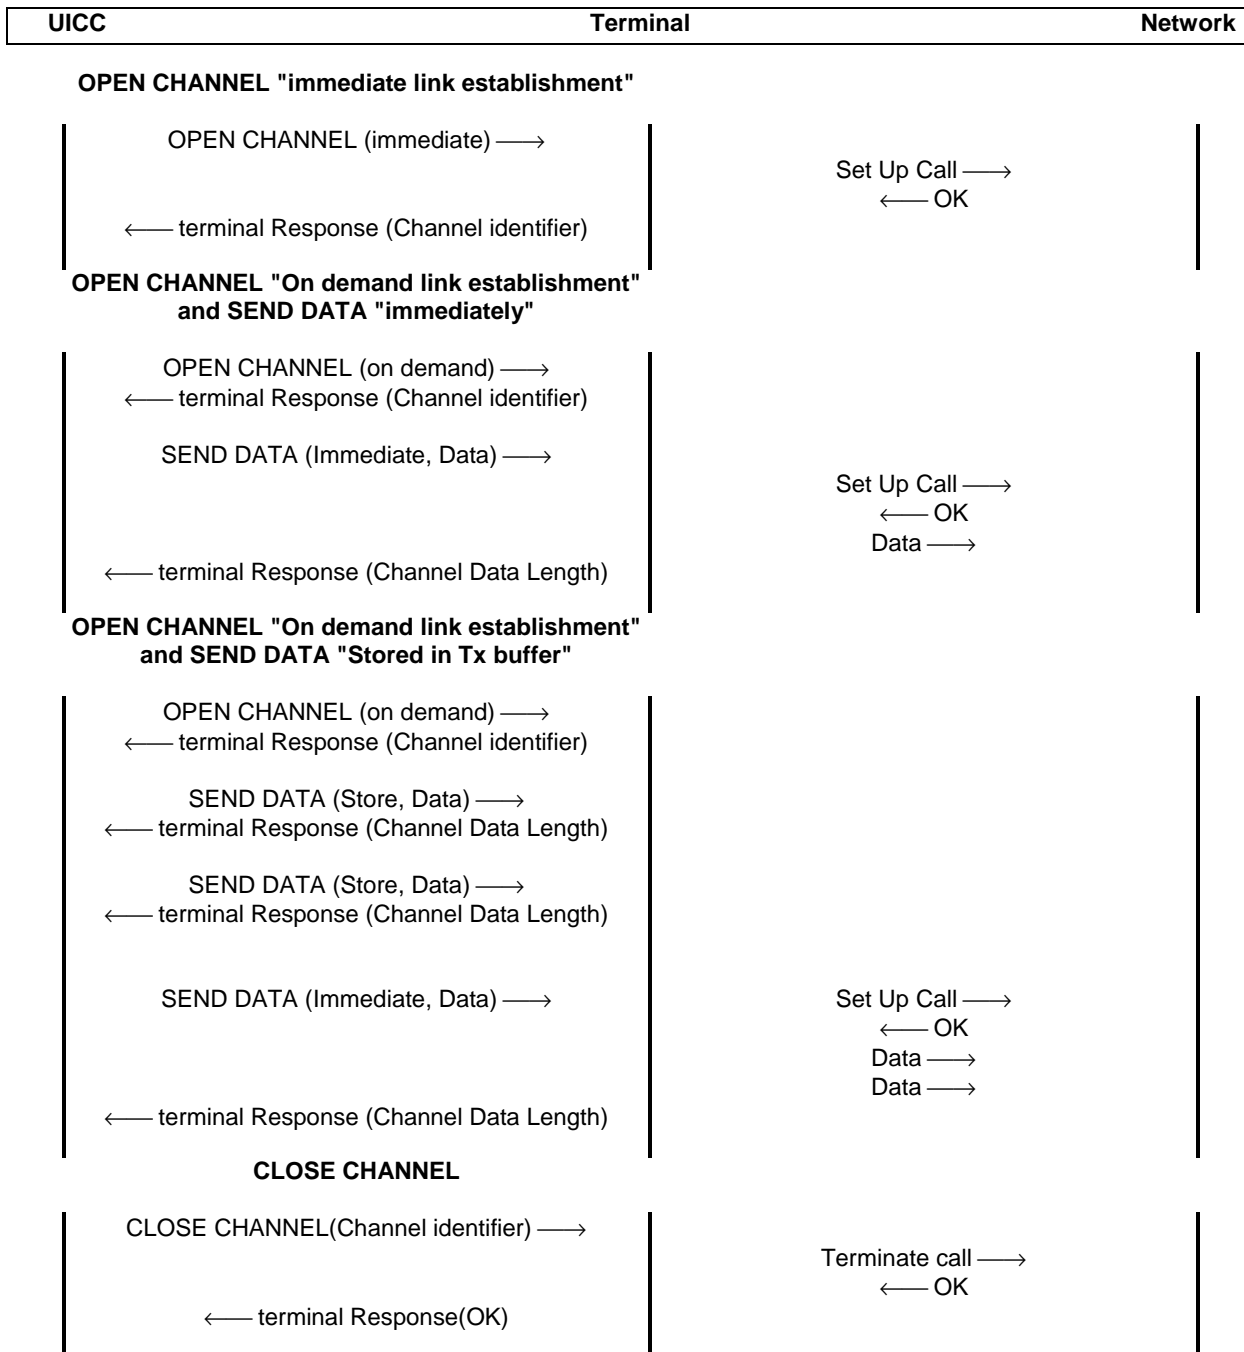 UICC Terminal Network
OPEN CHANNEL "immediate link establishment"
OPEN CHANNEL (immediate) ⟶
Set Up Call ⟶
⟵ OK
⟵ terminal Response (Channel identifier)
OPEN CHANNEL "On demand link establishment"
and SEND DATA "immediately"
OPEN CHANNEL (on demand) ⟶
⟵ terminal Response (Channel identifier)
SEND DATA (Immediate, Data) ⟶
Set Up Call ⟶
⟵ OK
Data ⟶
⟵ terminal Response (Channel Data Length)
OPEN CHANNEL "On demand link establishment"
and SEND DATA "Stored in Tx buffer"
OPEN CHANNEL (on demand) ⟶
⟵ terminal Response (Channel identifier)
SEND DATA (Store, Data) ⟶
⟵ terminal Response (Channel Data Length)
SEND DATA (Store, Data) ⟶
⟵ terminal Response (Channel Data Length)
SEND DATA (Immediate, Data) ⟶ Set Up Call ⟶
⟵ OK
Data ⟶
Data ⟶
⟵ terminal Response (Channel Data Length)
CLOSE CHANNEL
CLOSE CHANNEL(Channel identifier) ⟶
Terminate call ⟶
⟵ OK
⟵ terminal Response(OK)